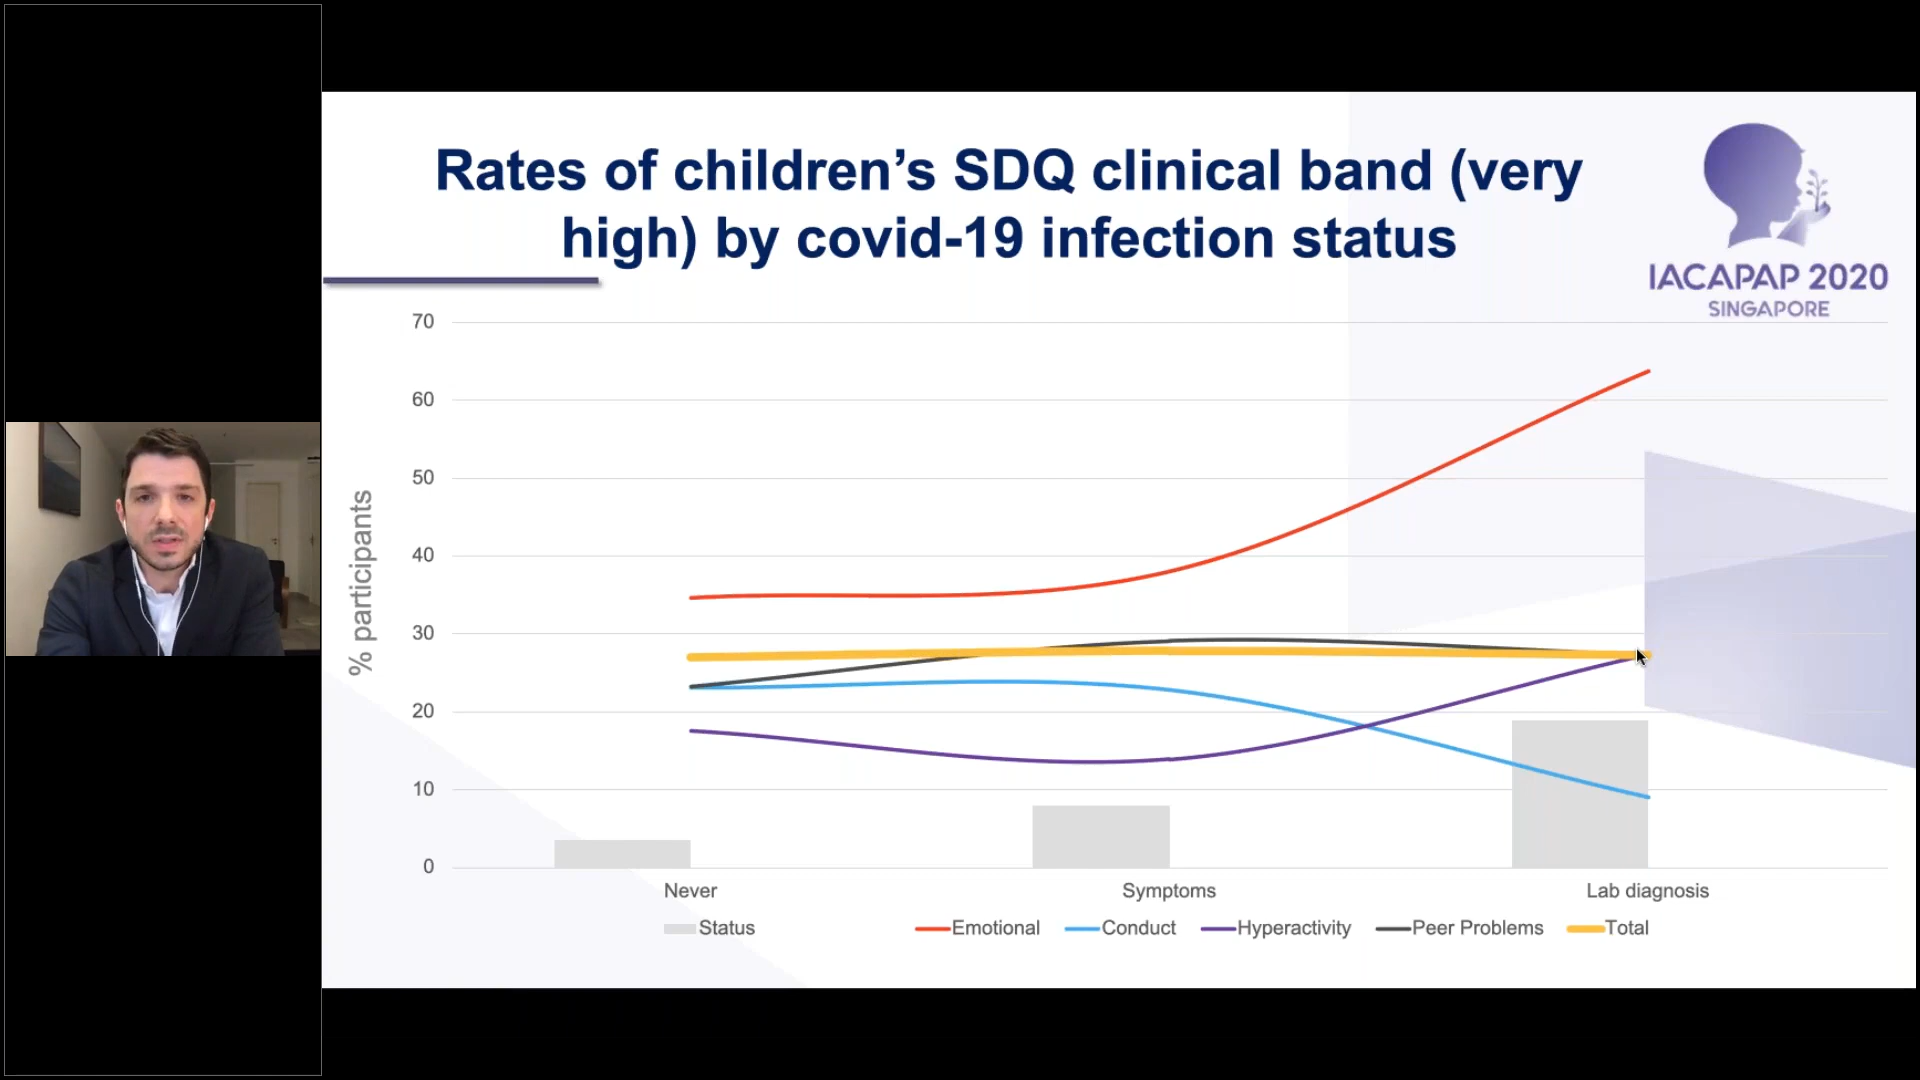 Rates of children’s SDQ clinical band (very
high) by covid-19 infection status
IACAPAP 2020
SINGAPORE
% participants
70
60
50
40
30
20
10
0
Never
Symptoms
Lab diagnosis
Status
Emotional
Conduct
Hyperactivity
Peer Problems
Total